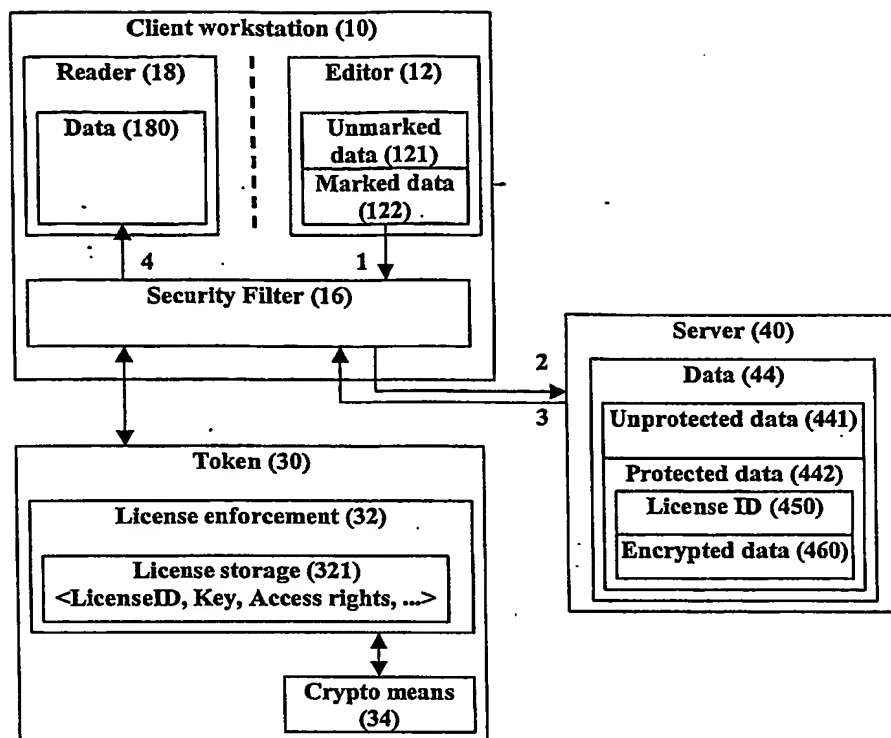 Client workstation (10)
Reader (18)
Editor (12)
Data (180)
Unmarked
data (121)
Marked data
(122)
4
1
Security Filter (16)
2
3
Server (40)
Data (44)
Unprotected data (441)
Protected data (442)
License ID (450)
Encrypted data (460)
Token (30)
License enforcement (32)
License storage (321)
<LicenseID, Key, Access rights, ...>
Crypto means
(34)